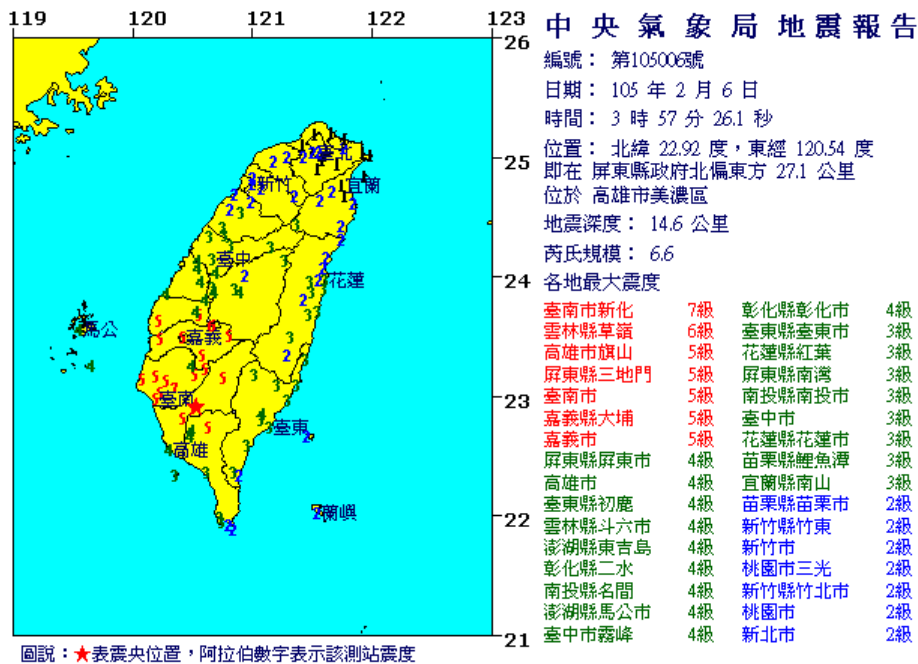 119 120 121 122 123
26
25
24
23
22
21
臺北
新竹
宜蘭
臺中
花蓮
馬公
嘉義
臺南
臺東
高雄
蘭嶼
圖說：★表震央位置，阿拉伯數字表示該測站震度
中央氣象局地震報告
編號： 第105006號
日期： 105 年 2 月 6 日
時間： 3 時 57 分 26.1 秒
位置： 北緯 22.92 度，東經 120.54 度
即在 屏東縣政府北偏東方 27.1 公里
位於 高雄市美濃區
地震深度： 14.6 公里
芮氏規模： 6.6
各地最大震度
臺南市新化 7級 彰化縣彰化市 4級
雲林縣草嶺 6級 臺東縣臺東市 3級
高雄市旗山 5級 花蓮縣紅葉 3級
屏東縣三地門 5級 屏東縣南灣 3級
臺南市 5級 南投縣南投市 3級
嘉義縣大埔 5級 臺中市 3級
嘉義市 5級 花蓮縣花蓮市 3級
屏東縣屏東市 4級 苗栗縣鯉魚潭 3級
高雄市 4級 宜蘭縣南山 3級
臺東縣初鹿 4級 苗栗縣苗栗市 2級
雲林縣斗六市 4級 新竹縣竹東 2級
澎湖縣東吉島 4級 新竹市 2級
彰化縣二水 4級 桃園市三光 2級
南投縣名間 4級 新竹縣竹北市 2級
澎湖縣馬公市 4級 桃園市 2級
臺中市霧峰 4級 新北市 2級